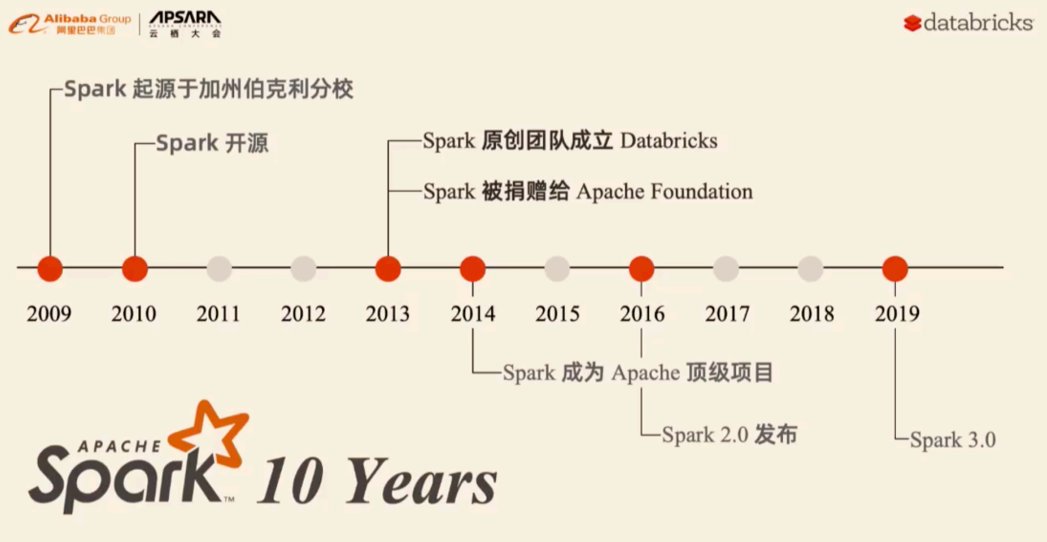 Alibaba Group
阿里巴巴集团
APSARA
云栖大会
databricks
Spark 起源于加州伯克利分校
Spark 开源
Spark 原创团队成立 Databricks
Spark 被捐赠给 Apache Foundation
2009 2010 2011 2012 2013 2014 2015 2016 2017 2018 2019
Spark 成为 Apache 顶级项目
Spark 2.0 发布
Spark 3.0
APACHE
Spark™ 10 Years